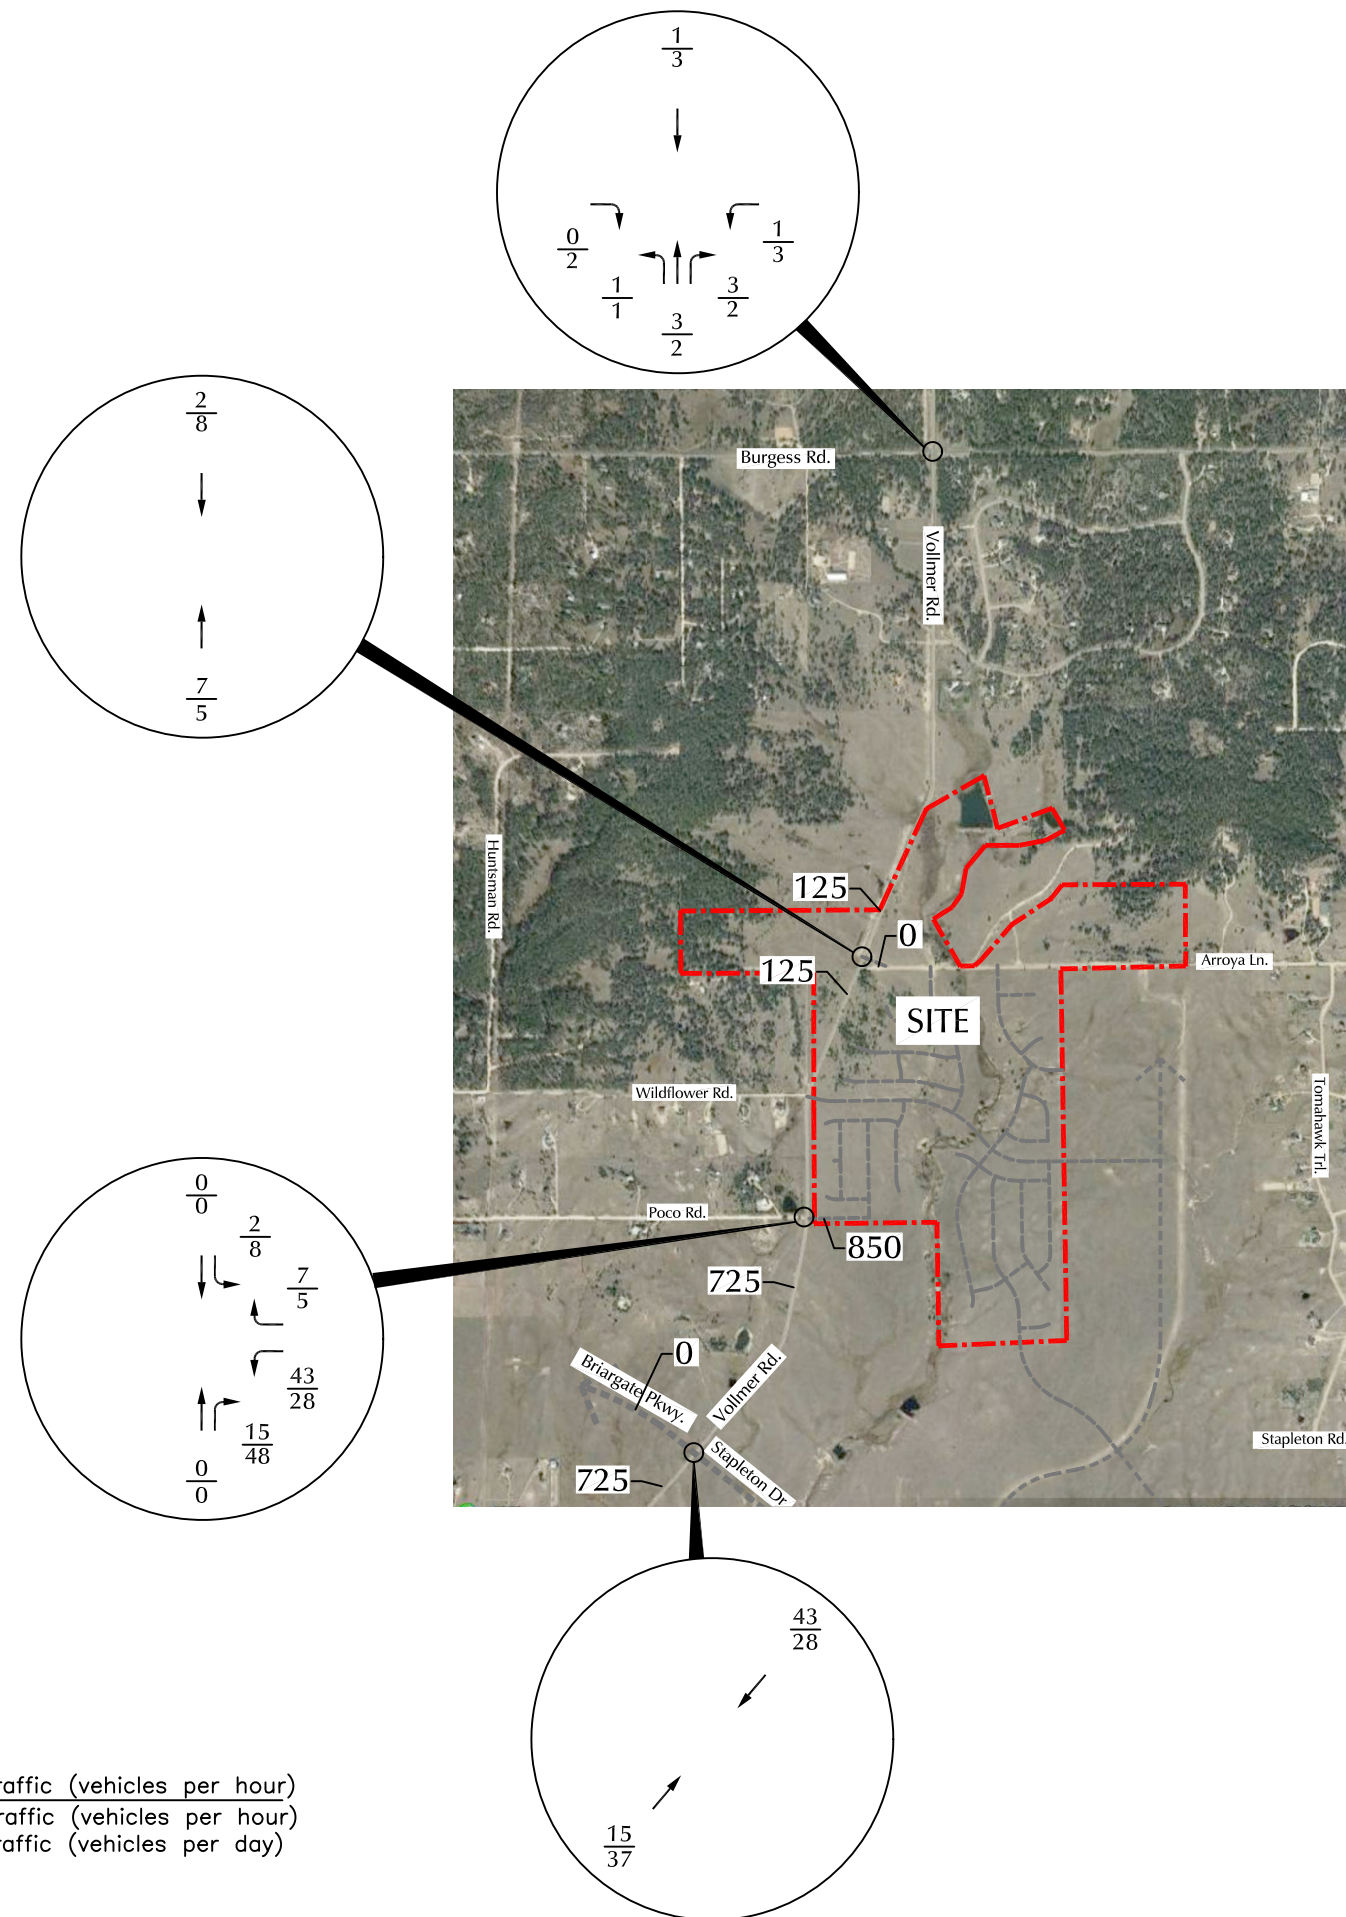 1
3
0
2
1
1
3
2
3
2
1
3
2
8
7
5
Burgess Rd.
Vollmer Rd.
Huntsman Rd.
125
0
125
Arroya Ln.
SITE
Wildflower Rd.
Tomahawk Trl.
Poco Rd.
850
725
0
0
2
8
7
5
43
28
15
48
0
0
0
Briargate Pkwy.
Vollmer Rd.
Stapleton Dr
Stapleton Rd.
725
43
28
15
37
raffic (vehicles per hour)
raffic (vehicles per hour)
raffic (vehicles per day)